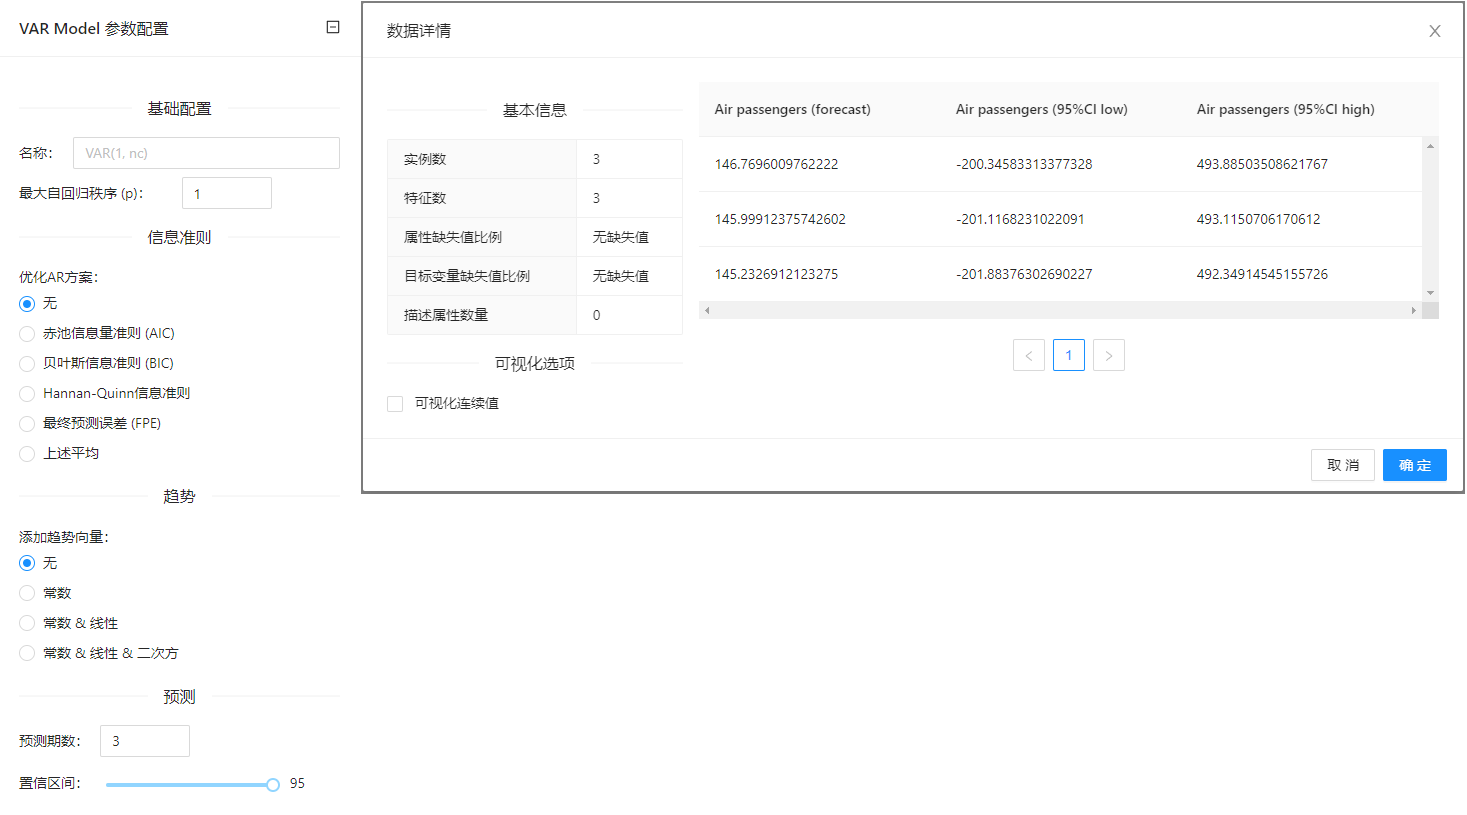 VAR Model 参数配置
基础配置
名称：
VAR(1, nc)
最大自回归秩序 (p)：
1
信息准则
优化AR方案：
无
赤池信息量准则 (AIC)
贝叶斯信息准则 (BIC)
Hannan-Quinn信息准则
最终预测误差 (FPE)
上述平均
趋势
添加趋势向量：
无
常数
常数 & 线性
常数 & 线性 & 二次方
预测
预测期数：
3
置信区间：
95
数据详情
基本信息
实例数 3
特征数 3
属性缺失值比例 无缺失值
目标变量缺失值比例 无缺失值
描述属性数量 0
可视化选项
可视化连续值
Air passengers (forecast) Air passengers (95%CI low) Air passengers (95%CI high)
146.7696009762222 -200.34583313377328 493.88503508621767
145.99912375742602 -201.1168231022091 493.1150706170612
145.2326912123275 -201.88376302690227 492.34914545155726
< 1 >
取 消 确 定